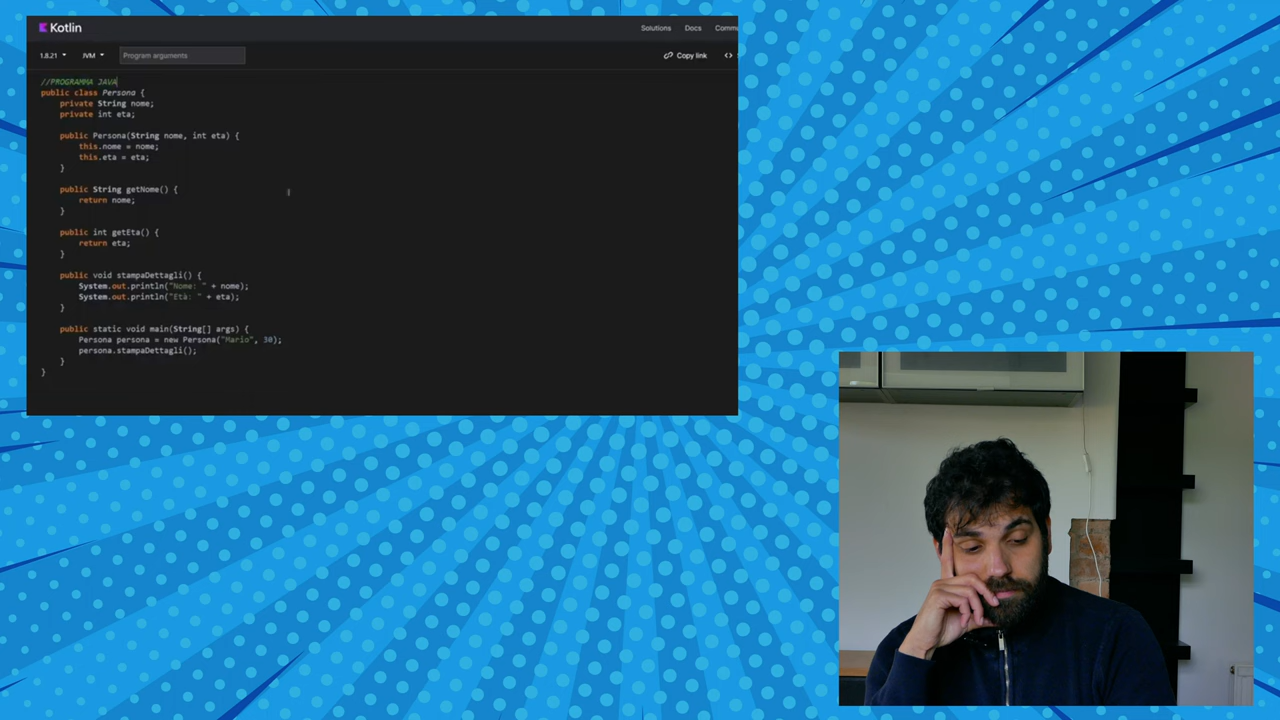 Kotlin
Solutions Docs Commu
1.8.21 JVM Program arguments Copy link
//PROGRAMMA JAVA
public class Persona {
private String nome;
private int eta;
public Persona(String nome, int eta) {
this.nome = nome;
this.eta = eta;
}
public String getNome() {
return nome;
}
public int getEta() {
return eta;
}
public void stampaDettagli() {
System.out.println("Nome: " + nome);
System.out.println("Età: " + eta);
}
public static void main(String[] args) {
Persona persona = new Persona("Mario", 30);
persona.stampaDettagli();
}
}